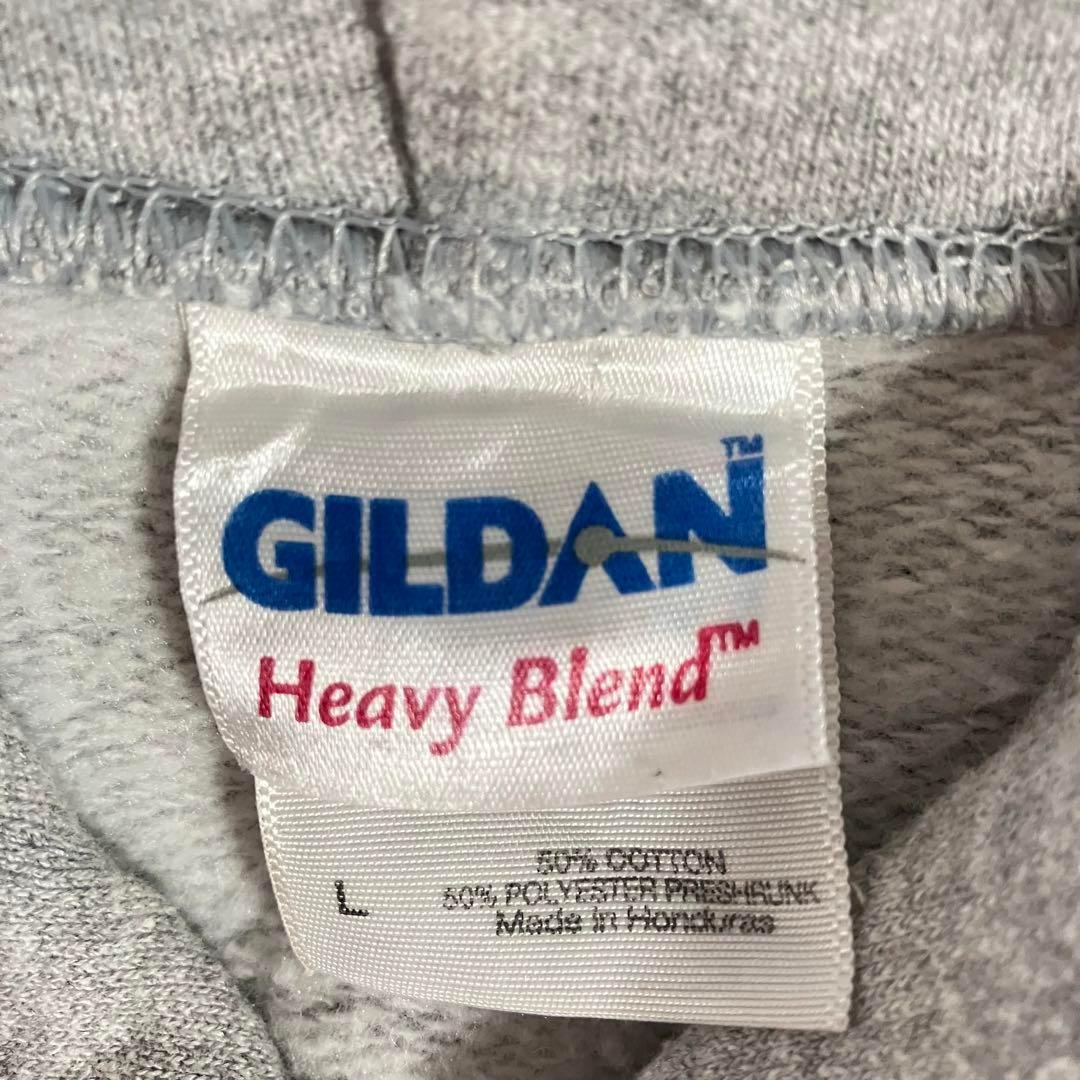 GILDAN™
Heavy Blend™
50% COTTON
L 50% POLYESTER PRESHRUNK
Made in Honduras